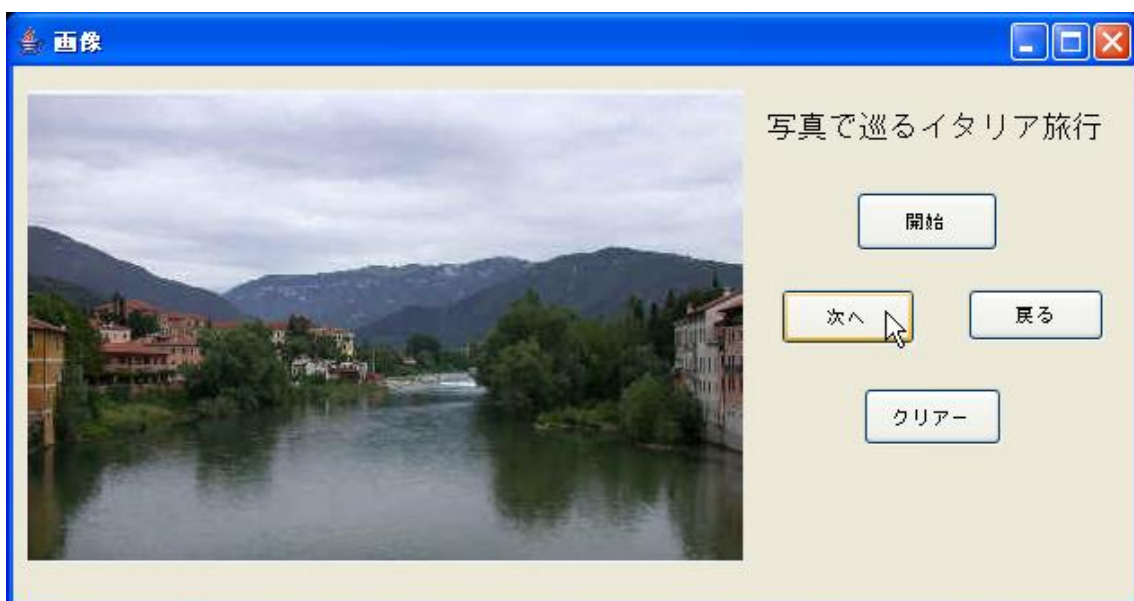 画像
写真で巡るイタリア旅行
開始
次へ
戻る
クリアー